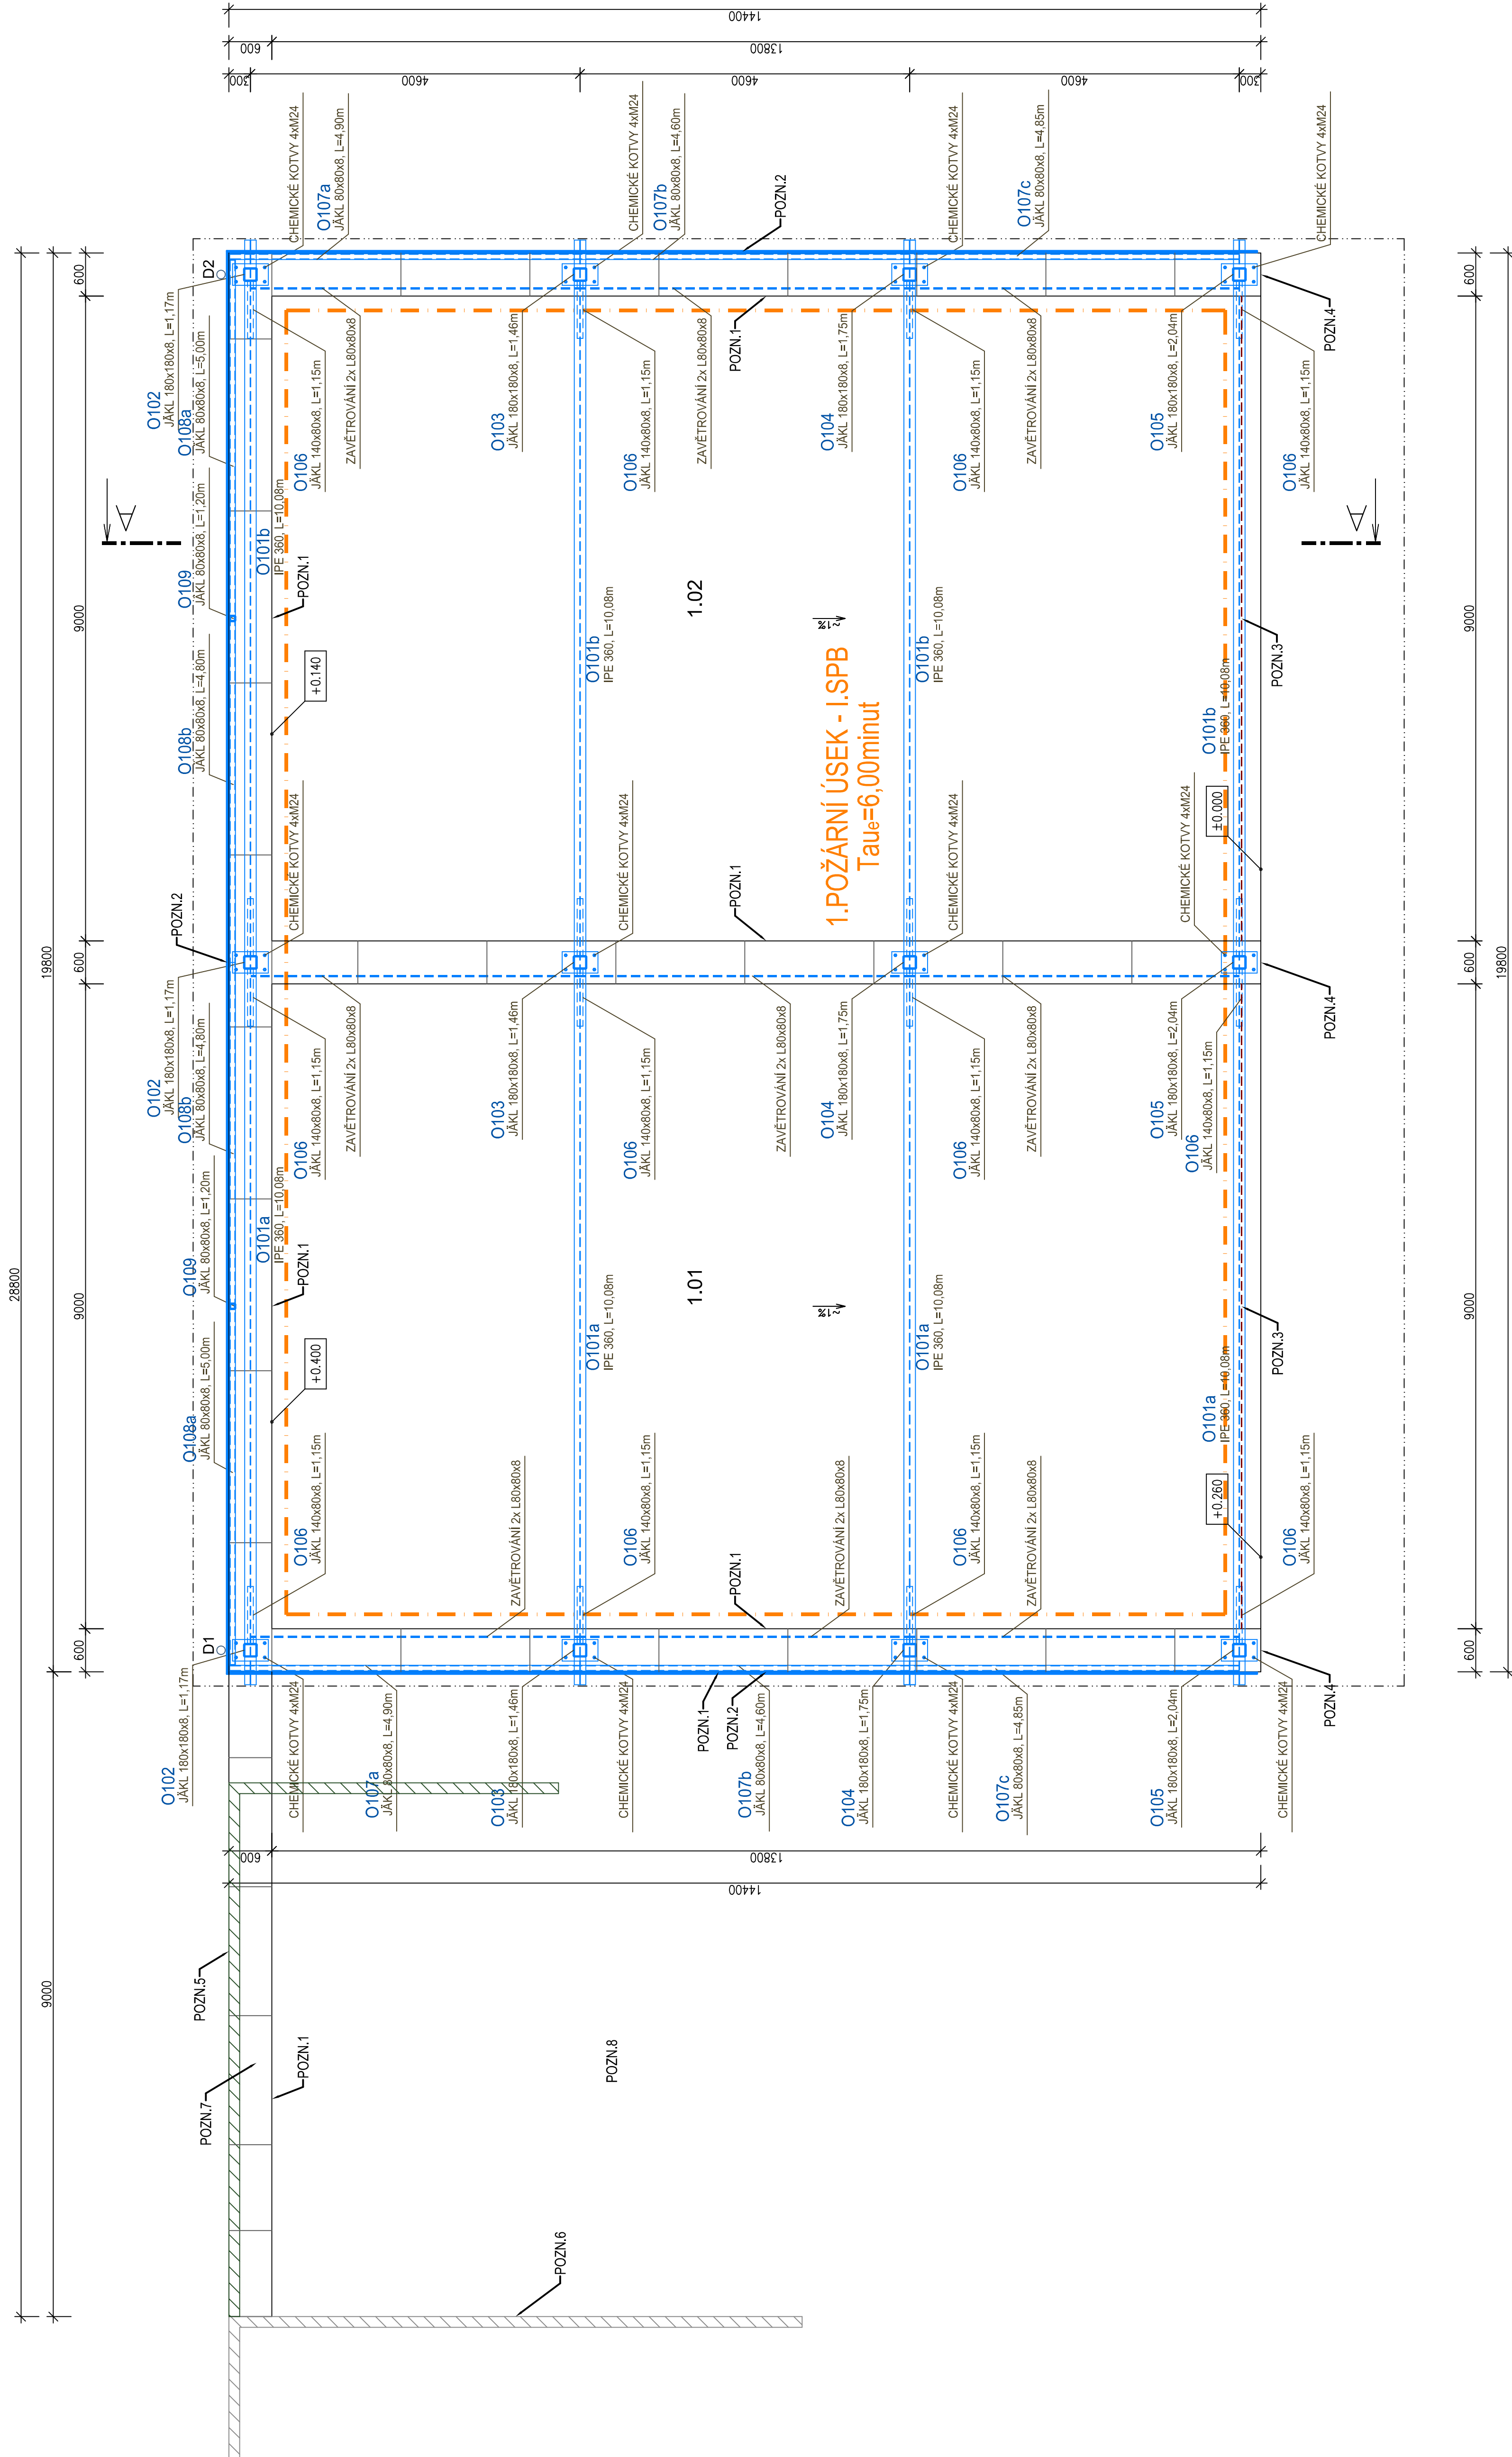 14400
600
13800
300
4600
4600
4600
300
CHEMICKÉ KOTVY 4xM24
O107a
JÄKL 80x80x8, L=4,90m
CHEMICKÉ KOTVY 4xM24
O107b
JÄKL 80x80x8, L=4,60m
CHEMICKÉ KOTVY 4xM24
O107c
JÄKL 80x80x8, L=4,85m
CHEMICKÉ KOTVY 4xM24
POZN.2
600
D2
600
O102
JÄKL 180x180x8, L=1,17m
O108a
JÄKL 80x80x8, L=5,00m
O106
JÄKL 140x80x8, L=1,15m
ZAVĚTROVÁNÍ 2x L80x80x8
O103
JÄKL 180x180x8, L=1,46m
O106
JÄKL 140x80x8, L=1,15m
ZAVĚTROVÁNÍ 2x L80x80x8
POZN.1
O104
JÄKL 180x180x8, L=1,75m
O106
JÄKL 140x80x8, L=1,15m
ZAVĚTROVÁNÍ 2x L80x80x8
O105
JÄKL 180x180x8, L=2,04m
O106
JÄKL 140x80x8, L=1,15m
POZN.4
A
A
O109
JÄKL 80x80x8, L=1,20m
O101b
IPE 360, L=10,08m
POZN.1
9000
1.02
~1%
9000
O108b
JÄKL 80x80x8, L=4,80m
+0.140
O101b
IPE 360, L=10,08m
O101b
IPE 360, L=10,08m
POZN.3
O101b
IPE 360, L=10,08m
1.POŽÁRNÍ ÚSEK - I.SPB
Taue=6,00minut
±0.000
CHEMICKÉ KOTVY 4xM24
CHEMICKÉ KOTVY 4xM24
CHEMICKÉ KOTVY 4xM24
CHEMICKÉ KOTVY 4xM24
POZN.1
POZN.2
19800
600
600
19800
O102
JÄKL 180x180x8, L=1,17m
O108b
JÄKL 80x80x8, L=4,80m
O106
JÄKL 140x80x8, L=1,15m
ZAVĚTROVÁNÍ 2x L80x80x8
O103
JÄKL 180x180x8, L=1,46m
O106
JÄKL 140x80x8, L=1,15m
ZAVĚTROVÁNÍ 2x L80x80x8
O104
JÄKL 180x180x8, L=1,75m
O106
JÄKL 140x80x8, L=1,15m
ZAVĚTROVÁNÍ 2x L80x80x8
O105
JÄKL 180x180x8, L=2,04m
O106
JÄKL 140x80x8, L=1,15m
POZN.4
28800
9000
O109
JÄKL 80x80x8, L=1,20m
O101a
IPE 360, L=10,08m
POZN.1
1.01
~1%
9000
O108a
JÄKL 80x80x8, L=5,00m
+0.400
O101a
IPE 360, L=10,08m
O101a
IPE 360, L=10,08m
POZN.3
O101a
IPE 360, L=10,08m
+0.260
O106
JÄKL 140x80x8, L=1,15m
ZAVĚTROVÁNÍ 2x L80x80x8
O106
JÄKL 140x80x8, L=1,15m
POZN.1
ZAVĚTROVÁNÍ 2x L80x80x8
O106
JÄKL 140x80x8, L=1,15m
ZAVĚTROVÁNÍ 2x L80x80x8
O106
JÄKL 140x80x8, L=1,15m
600
D1
600
O102
JÄKL 180x180x8, L=1,17m
CHEMICKÉ KOTVY 4xM24
O107a
JÄKL 80x80x8, L=4,90m
O103
JÄKL 180x180x8, L=1,46m
CHEMICKÉ KOTVY 4xM24
POZN.1
POZN.2
O107b
JÄKL 80x80x8, L=4,60m
O104
JÄKL 180x180x8, L=1,75m
CHEMICKÉ KOTVY 4xM24
O107c
JÄKL 80x80x8, L=4,85m
O105
JÄKL 180x180x8, L=2,04m
CHEMICKÉ KOTVY 4xM24
POZN.4
600
13800
14400
9000
POZN.5
POZN.7
POZN.1
POZN.8
POZN.6